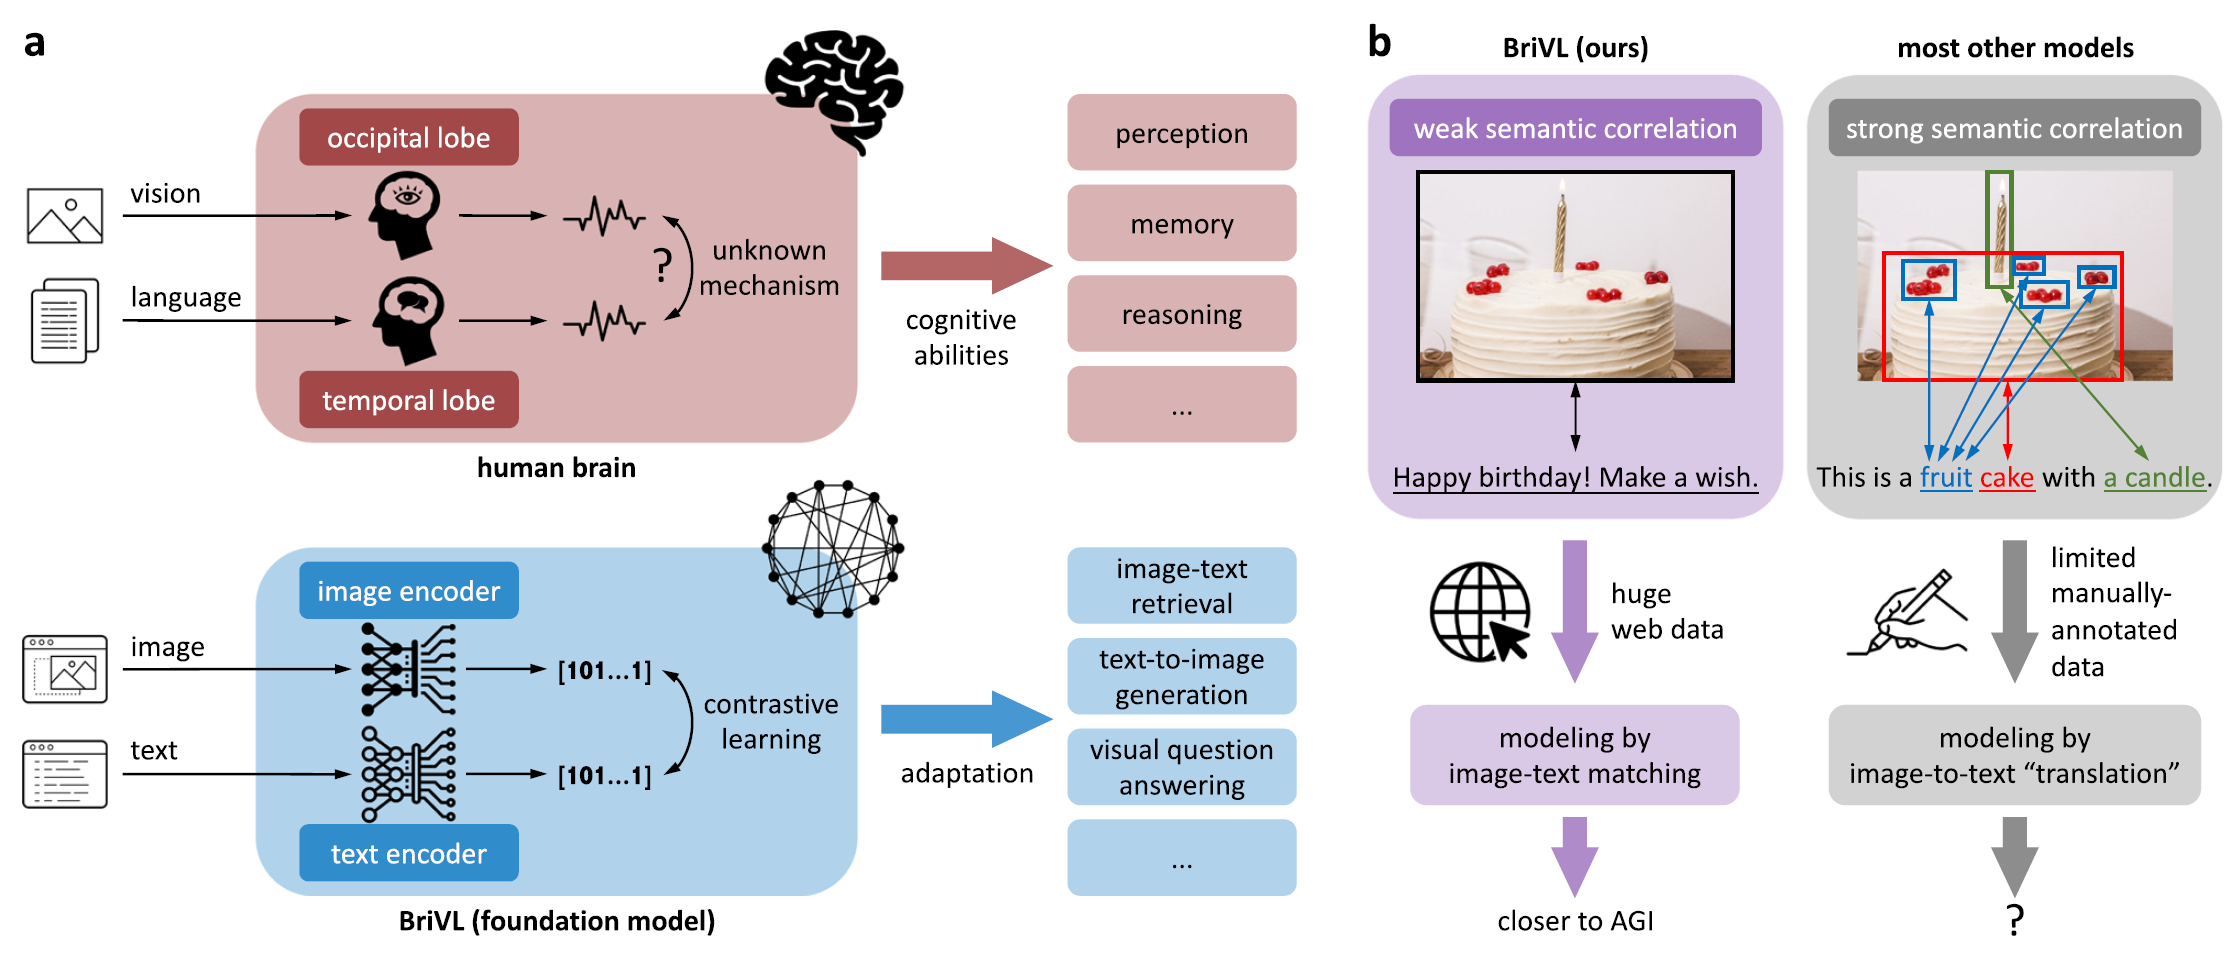 a
occipital lobe
vision
language
?
unknown
mechanism
temporal lobe
human brain
cognitive
abilities
perception
memory
reasoning
...
image encoder
image
text
[101...1]
[101...1]
contrastive
learning
text encoder
BriVL (foundation model)
adaptation
image-text
retrieval
text-to-image
generation
visual question
answering
...
b
BriVL (ours)
weak semantic correlation
Happy birthday! Make a wish.
huge
web data
modeling by
image-text matching
closer to AGI
most other models
strong semantic correlation
This is a fruit cake with a candle.
limited
manually-
annotated
data
modeling by
image-to-text “translation”
?